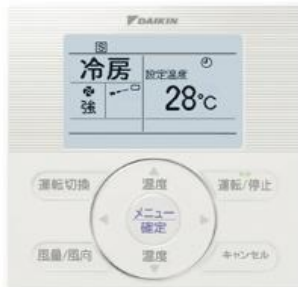 DAIKIN
冷房
設定温度
強
28℃
運転切換
温度
運転/停止
メニュー
確定
風量/風向
温度
キャンセル